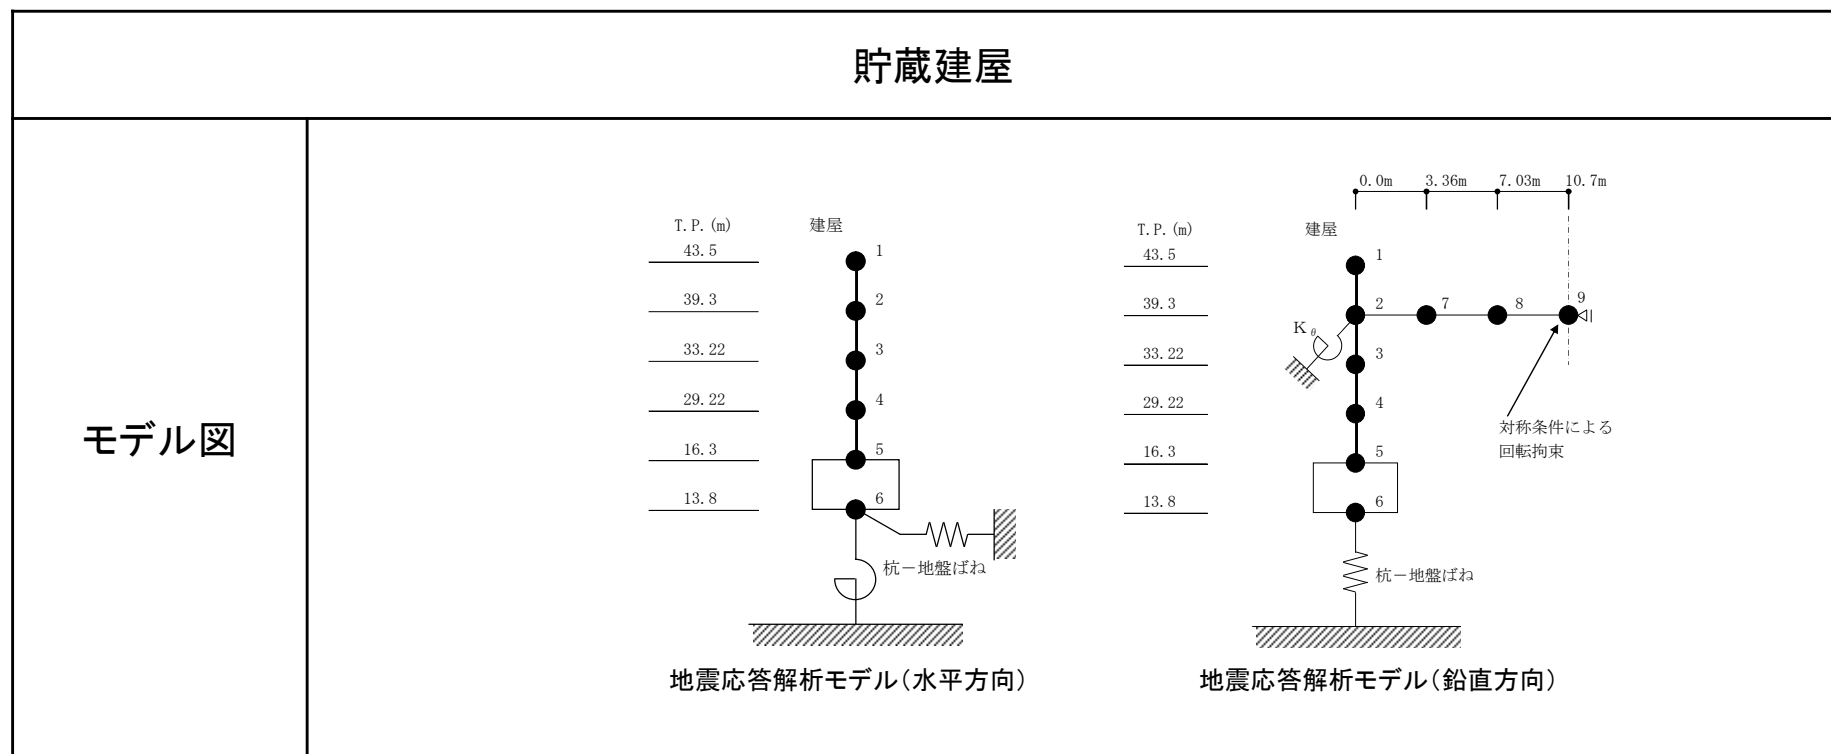 貯蔵建屋
モデル図
T.P.(m)
建屋
43.5
1
39.3
2
33.22
3
29.22
4
16.3
5
13.8
6
杭－地盤ばね
地震応答解析モデル（水平方向）
0.0m 3.36m 7.03m 10.7m
T.P.(m)
建屋
43.5
1
39.3
2 7 8 9
Kθ
33.22
3
29.22
4
対称条件による
回転拘束
16.3
5
13.8
6
杭－地盤ばね
地震応答解析モデル（鉛直方向）